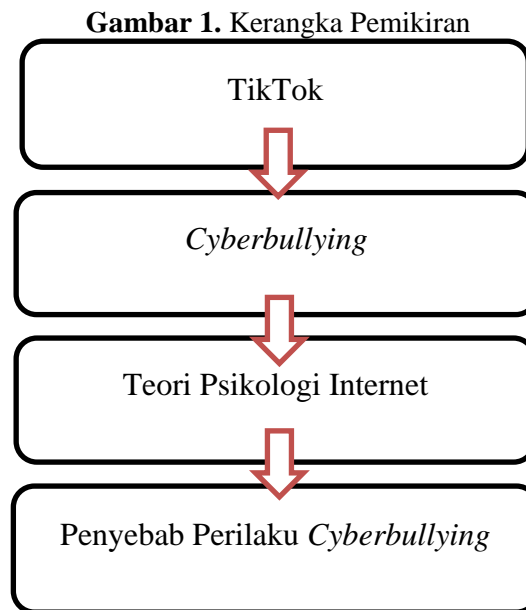 Gambar 1. Kerangka Pemikiran
TikTok
Cyberbullying
Teori Psikologi Internet
Penyebab Perilaku Cyberbullying